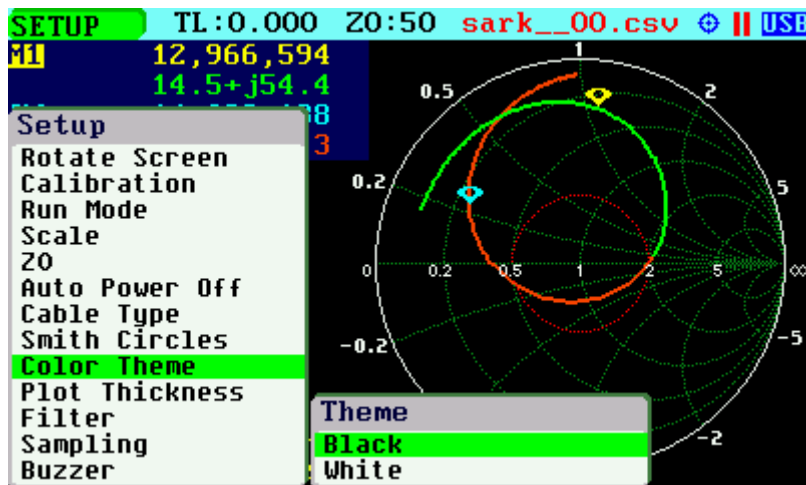 SETUP TL:0.000 Z0:50 sark__00.csv USB
M1 12,966,594
14.5+j54.4
8
3
Setup
Rotate Screen
Calibration
Run Mode
Scale
Z0
Auto Power Off
Cable Type
Smith Circles
Color Theme
Plot Thickness
Filter
Sampling
Buzzer
Theme
Black
White
1
0.5 2
0.2 5
0 0.2 0.5 1 2 5 ∞
-0.2 -5
-2